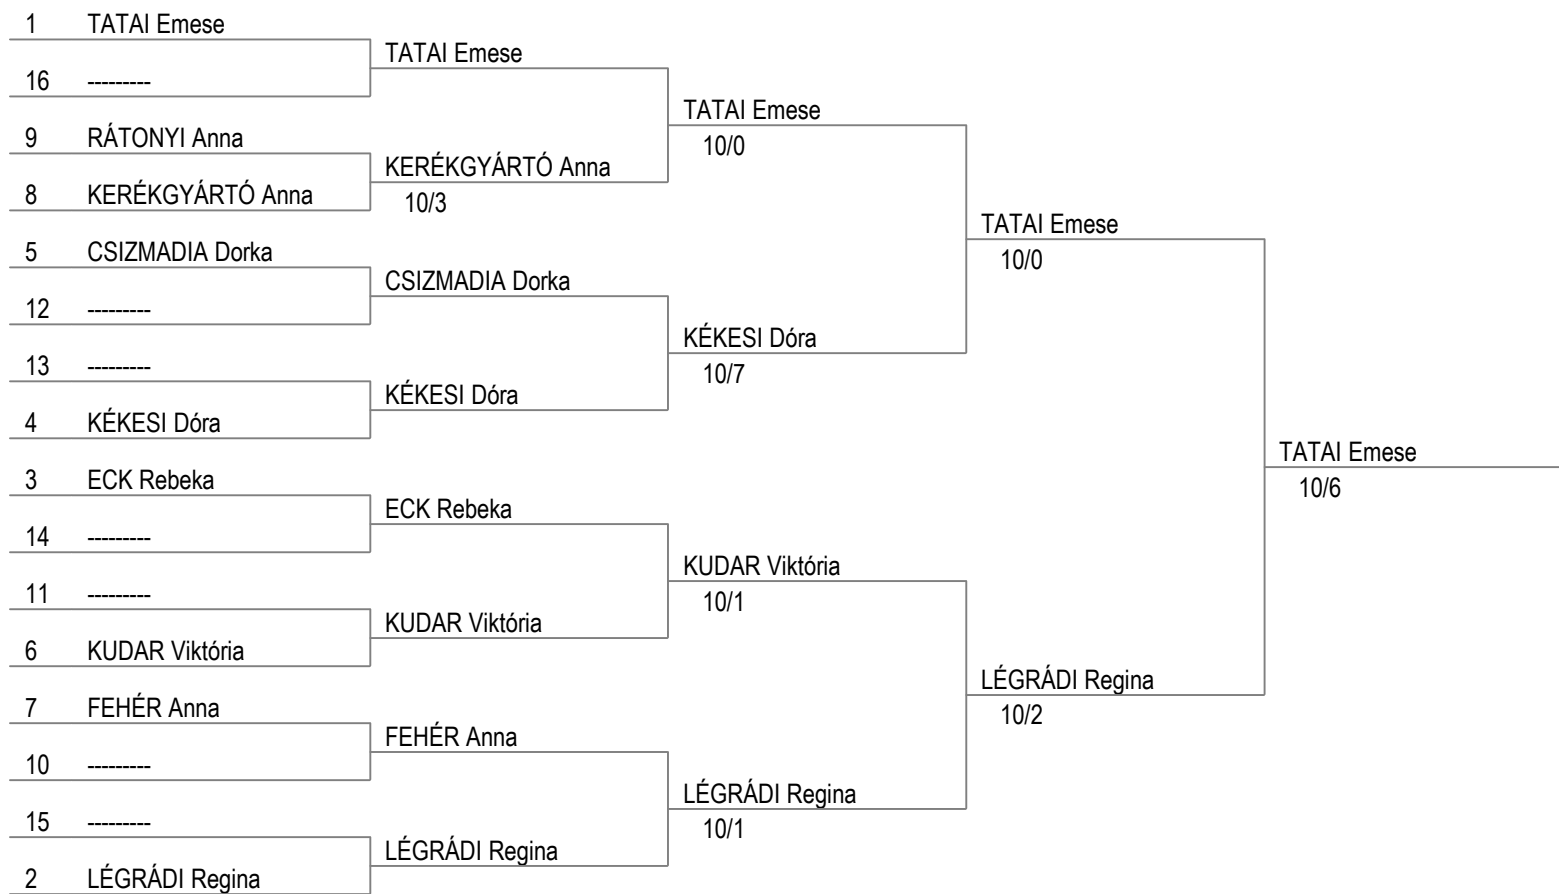 1 TATAI Emese
16 ---------
9 RÁTONYI Anna
8 KERÉKGYÁRTÓ Anna
5 CSIZMADIA Dorka
12 ---------
13 ---------
4 KÉKESI Dóra
3 ECK Rebeka
14 ---------
11 ---------
6 KUDAR Viktória
7 FEHÉR Anna
10 ---------
15 ---------
2 LÉGRÁDI Regina
TATAI Emese
KERÉKGYÁRTÓ Anna
10/3
CSIZMADIA Dorka
KÉKESI Dóra
ECK Rebeka
KUDAR Viktória
FEHÉR Anna
LÉGRÁDI Regina
TATAI Emese
10/0
KÉKESI Dóra
10/7
KUDAR Viktória
10/1
LÉGRÁDI Regina
10/1
TATAI Emese
10/0
LÉGRÁDI Regina
10/2
TATAI Emese
10/6